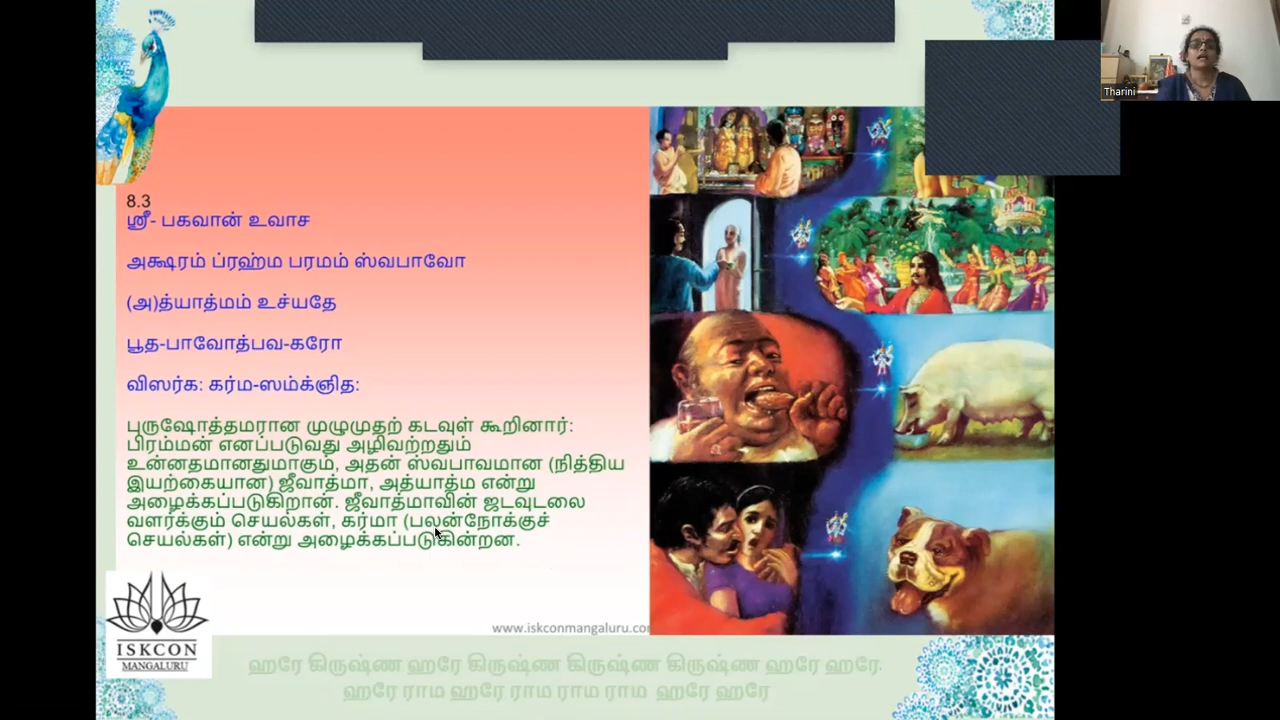 Tharini
8.3
ஸ்ரீ- பகவான் உவாச
அக்ஷரம் ப்ரஹ்ம பரமம் ஸ்வபாவோ
(அ)த்யாத்மம் உச்யதே
பூத-பாவோத்பவ-கரோ
விஸர்க: கர்ம-ஸம்க்ஞித:
புருஷோத்தமரான முழுமுதற் கடவுள் கூறினார்:
பிரம்மன் எனப்படுவது அழிவற்றதும்
உன்னதமானதுமாகும், அதன் ஸ்வபாவமான (நித்திய
இயற்கையான) ஜீவாத்மா, அத்யாத்ம என்று
அழைக்கப்படுகிறான். ஜீவாத்மாவின் ஜடவுடலை
வளர்க்கும் செயல்கள், கர்மா (பலன்நோக்குச்
செயல்கள்) என்று அழைக்கப்படுகின்றன.
www.iskconmangaluru.co
ISKCON
MANGALURU
ஹரே கிருஷ்ண ஹரே கிருஷ்ண கிருஷ்ண கிருஷ்ண ஹரே ஹரே
ஹரே ராம ஹரே ராம ராம ராம ஹரே ஹரே